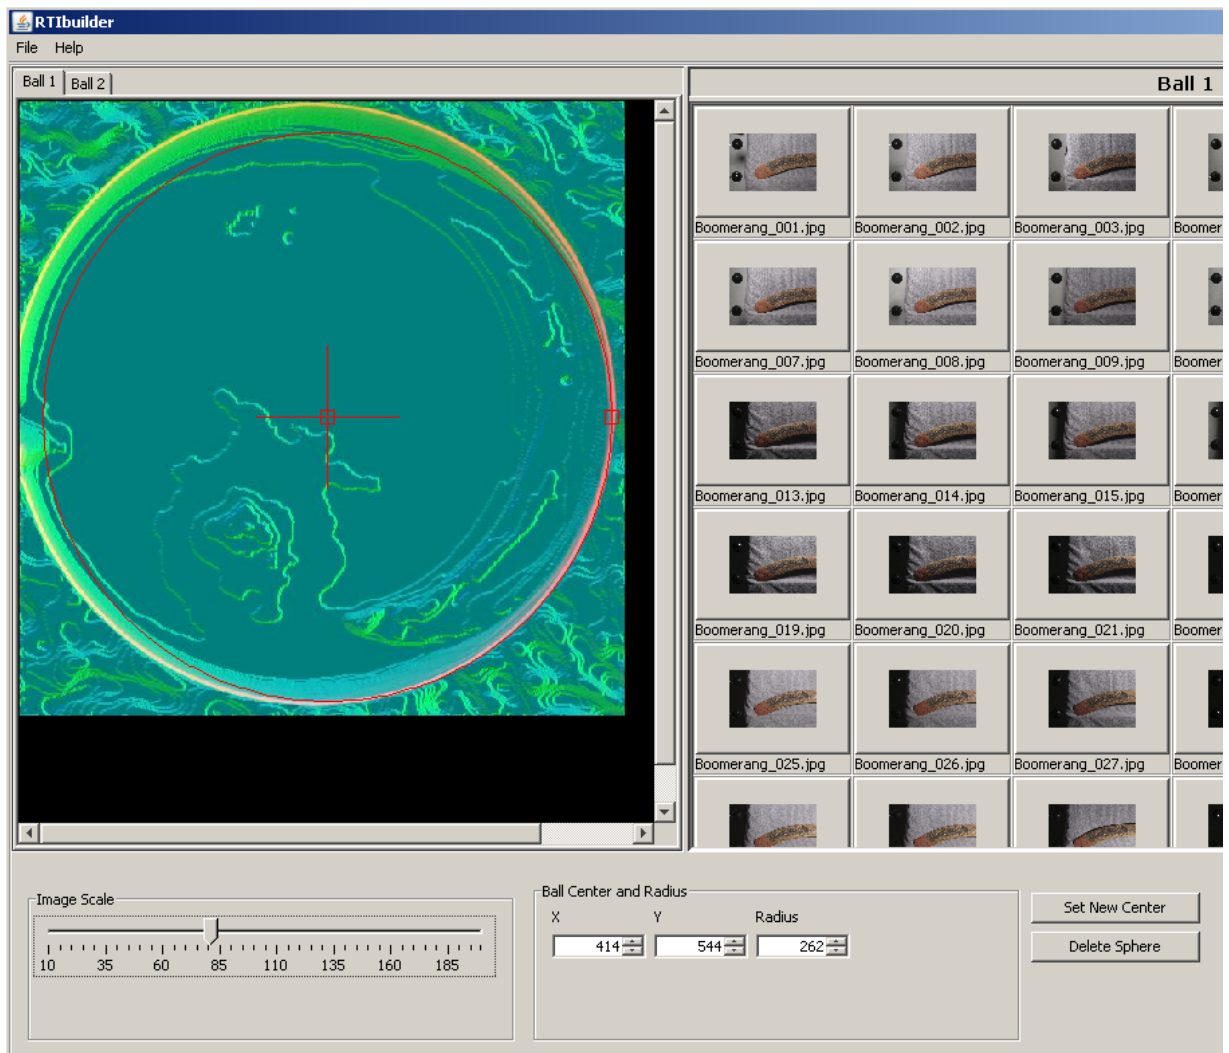 RTIbuilder
File Help
Ball 1 Ball 2
Ball 1
Boomerang_001.jpg Boomerang_002.jpg Boomerang_003.jpg Boomer
Boomerang_007.jpg Boomerang_008.jpg Boomerang_009.jpg Boomer
Boomerang_013.jpg Boomerang_014.jpg Boomerang_015.jpg Boomer
Boomerang_019.jpg Boomerang_020.jpg Boomerang_021.jpg Boomer
Boomerang_025.jpg Boomerang_026.jpg Boomerang_027.jpg Boomer
Image Scale
10 35 60 85 110 135 160 185
Ball Center and Radius
X Y Radius
414 544 262
Set New Center
Delete Sphere